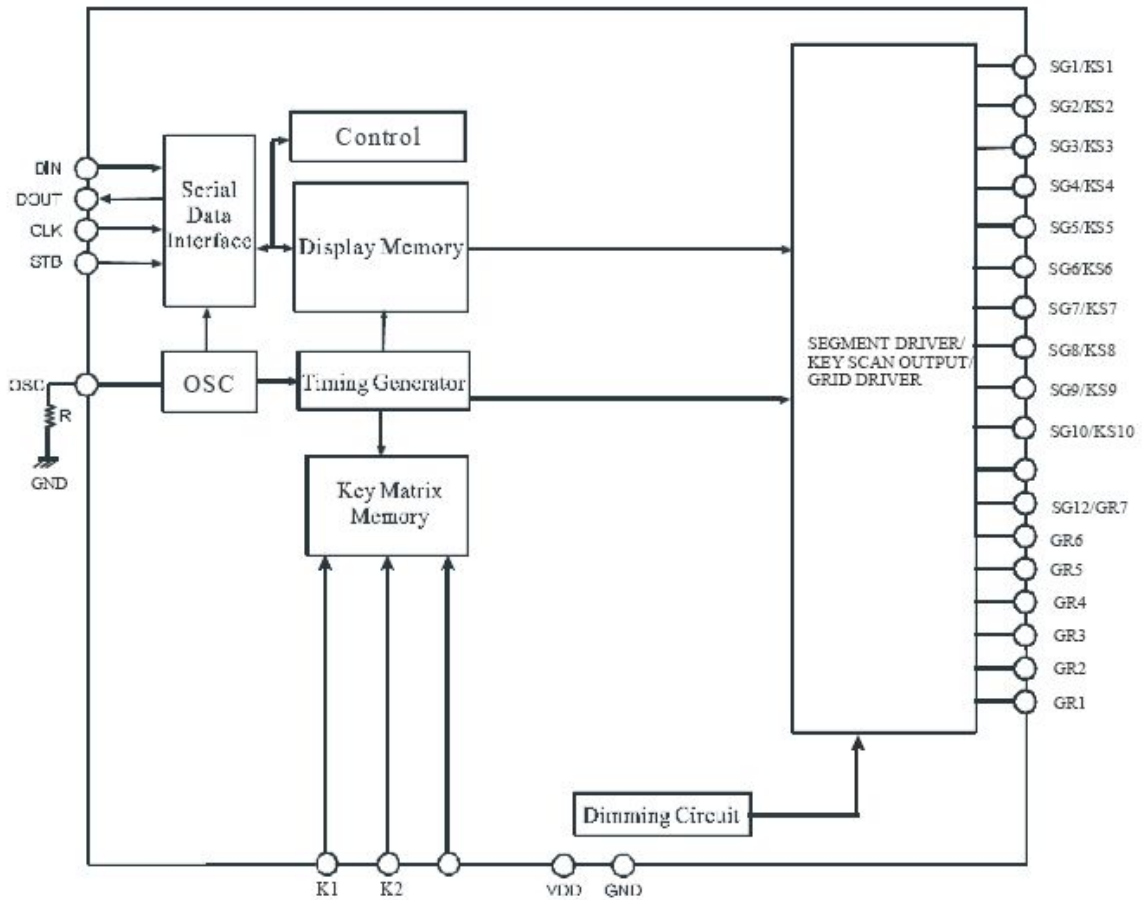 SG1/KS1
SG2/KS2
Control
SG3/KS3
DIN
DOUT
CLK
STB
Serial
Data
Interface
SG4/KS4
SG5/KS5
Display Memory
SG6/KS6
SG7/KS7
SEGMENT DRIVER/
KEY SCAN OUTPUT/
GRID DRIVER
SG8/KS8
OSC
OSC
Timing Generator
SG9/KS9
R
GND
SG10/KS10
Key Matrix
Memory
SG12/GR7
GR6
GR5
GR4
GR3
GR2
GR1
Dimming Circuit
K1
K2
VDD
GND